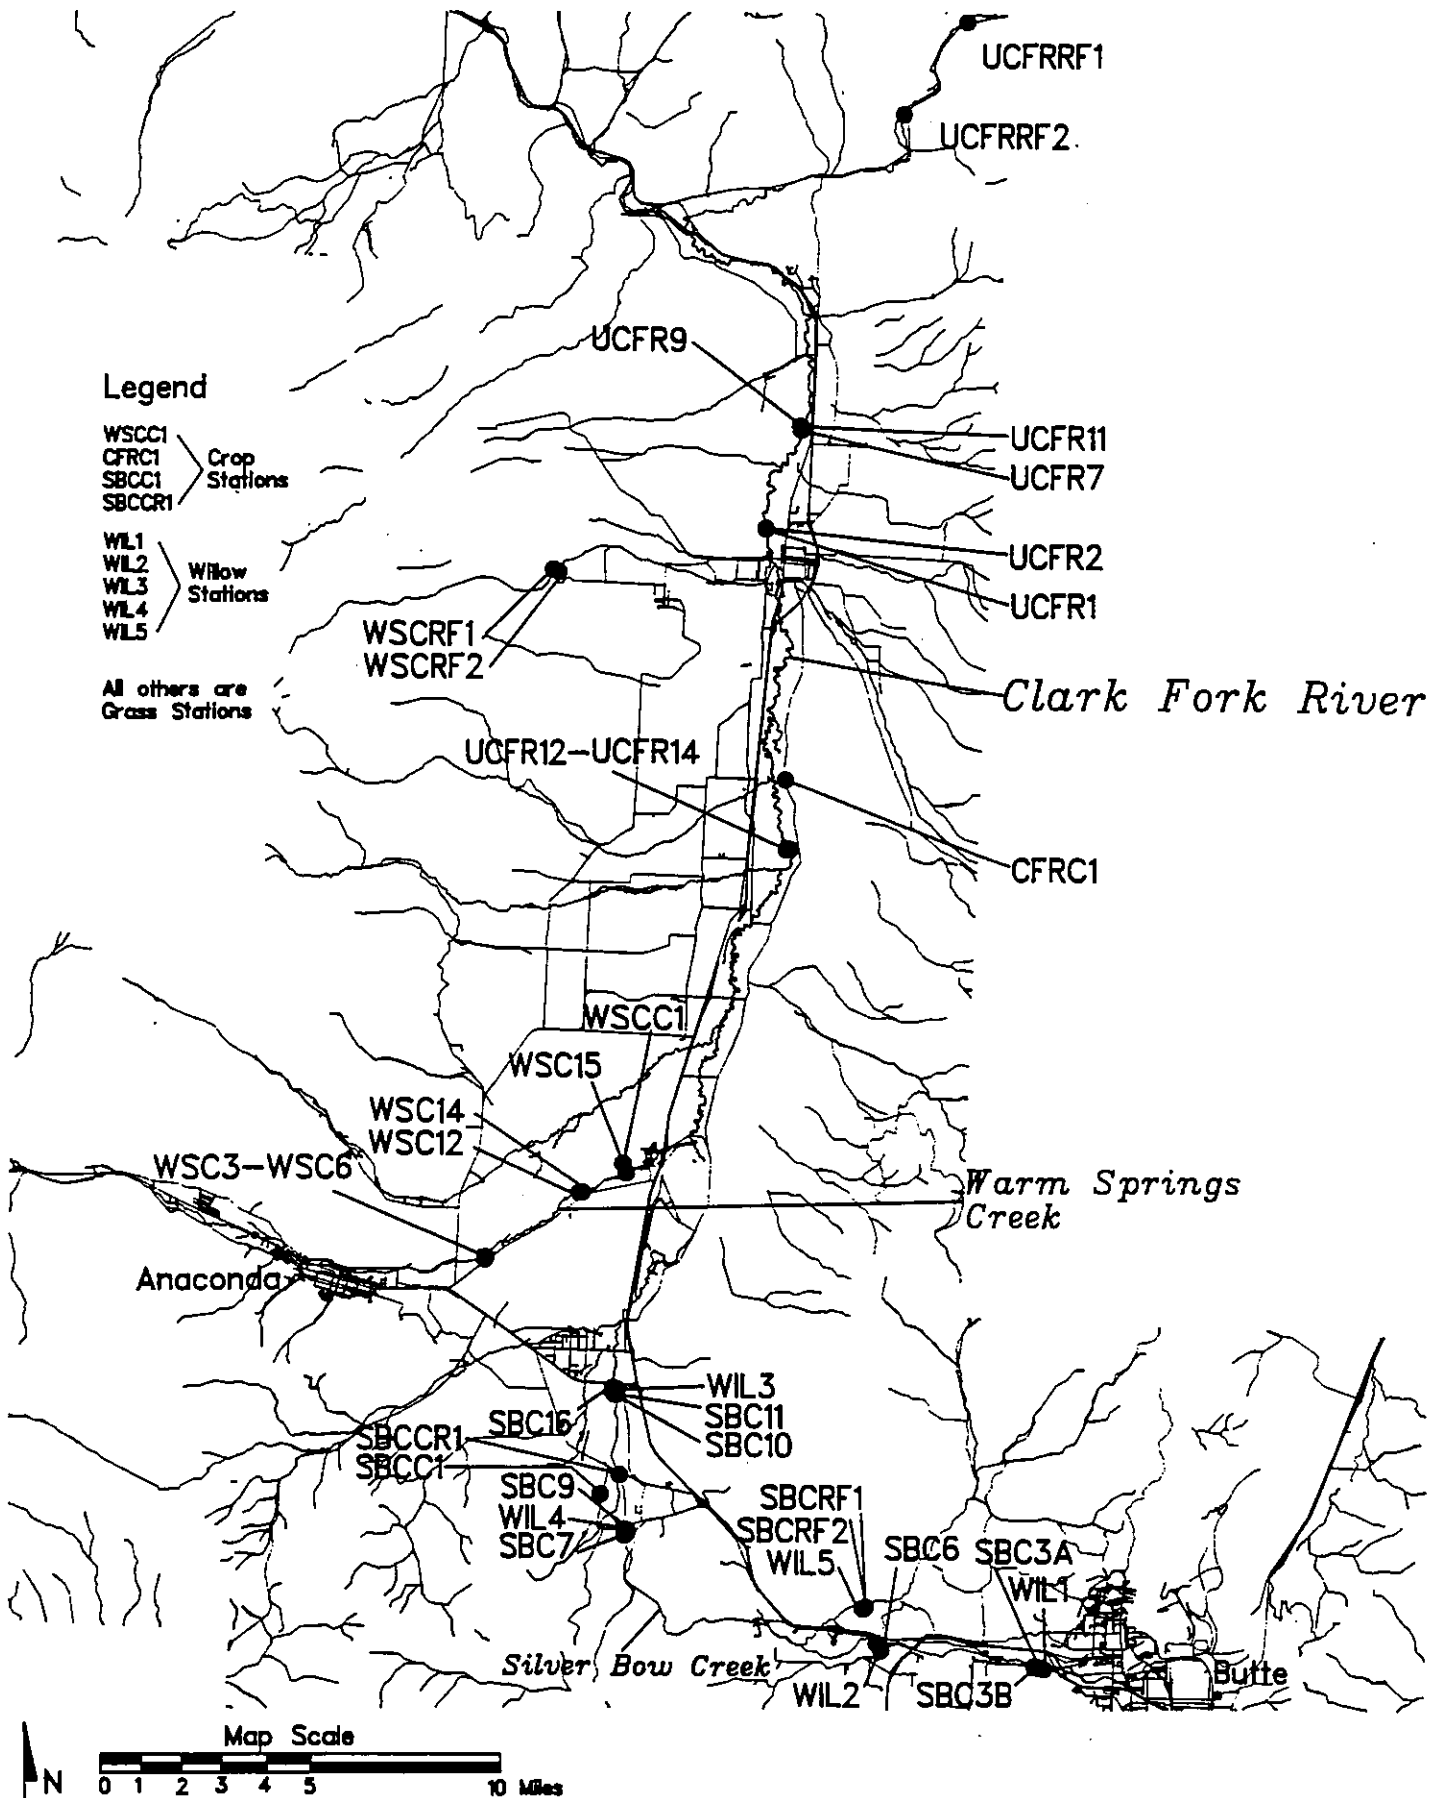 UCFRRF1
UCFRRF2
UCFR9
Legend
WSCC1
CFRC1
SBCC1
SBCCR1
Crop
Stations
UCFR11
UCFR7
WIL1
WIL2
WIL3
WIL4
WIL5
Willow
Stations
UCFR2
UCFR1
WSCRF1
WSCRF2
All others are
Grass Stations
Clark Fork River
UCFR12-UCFR14
CFRC1
WSCC1
WSC15
WSC14
WSC12
WSC3-WSC6
Warm Springs
Creek
Anaconda
WIL3
SBC16
SBC11
SBC10
SBCCR1
SBCC1
SBC9
WIL4
SBC7
SBCRF1
SBCRF2
WIL5
SBC6
SBC3A
WIL1
Silver Bow Creek
WIL2
SBC3B
Butte
Map Scale
N
0 1 2 3 4 5 10 Miles